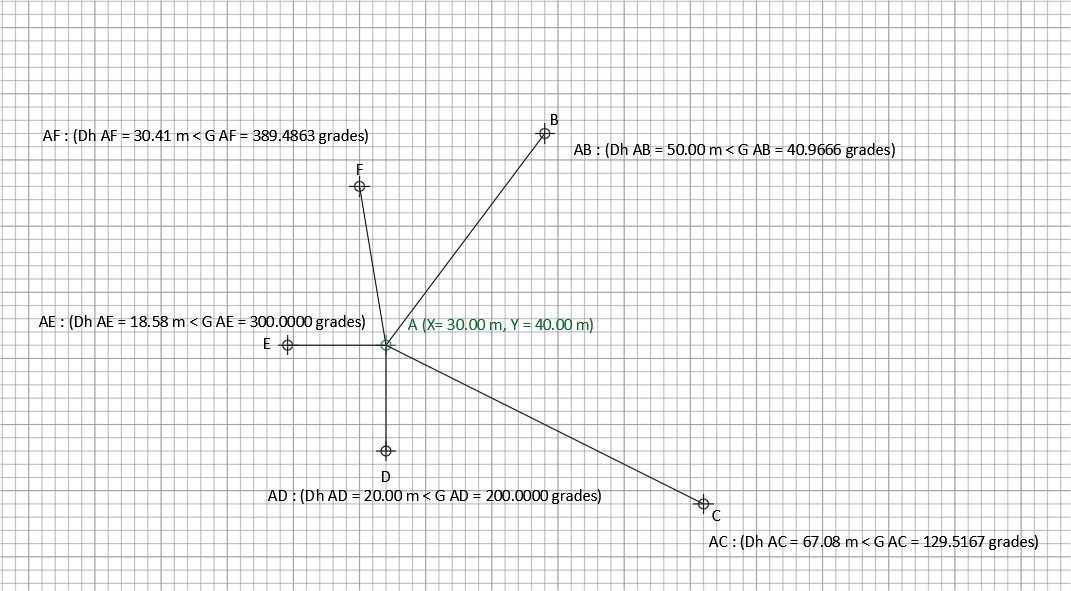 B
AF : (Dh AF = 30.41 m < G AF = 389.4863 grades)
AB : (Dh AB = 50.00 m < G AB = 40.9666 grades)
F
AE : (Dh AE = 18.58 m < G AE = 300.0000 grades)
A (X= 30.00 m, Y = 40.00 m)
E
D
AD : (Dh AD = 20.00 m < G AD = 200.0000 grades)
C
AC : (Dh AC = 67.08 m < G AC = 129.5167 grades)